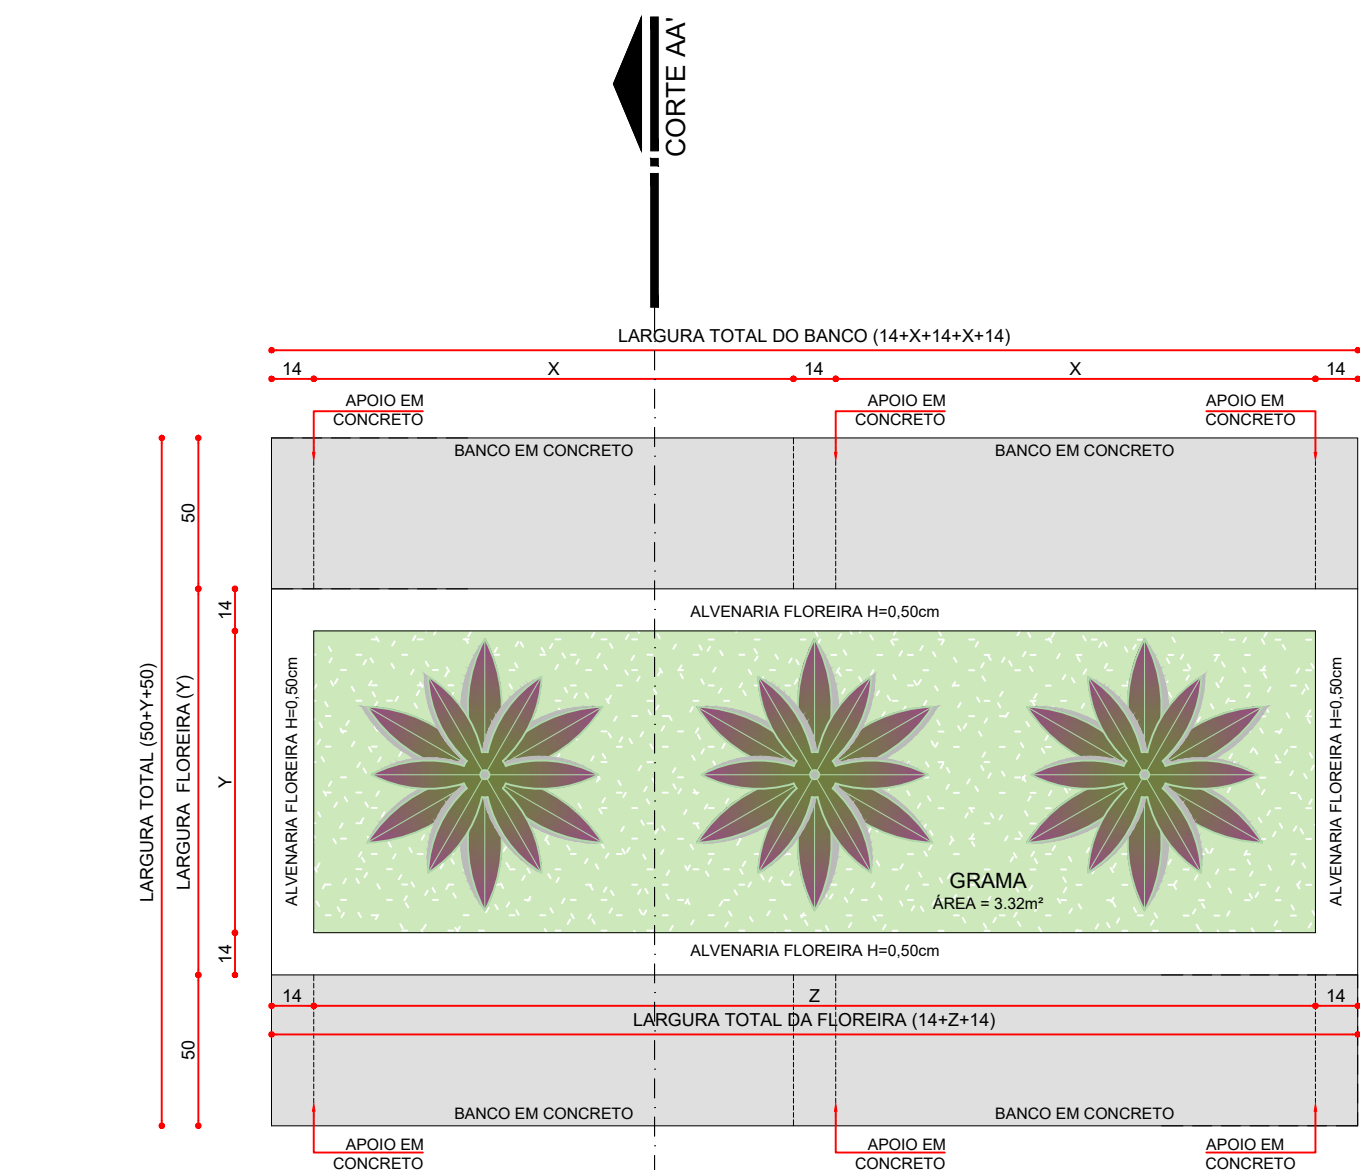 CORTE AA'
LARGURA TOTAL DO BANCO (14+X+14+X+14)
14 X 14 X 14
APOIO EM
CONCRETO
APOIO EM
CONCRETO
APOIO EM
CONCRETO
BANCO EM CONCRETO
BANCO EM CONCRETO
50
14
ALVENARIA FLOREIRA H=0,50cm
LARGURA TOTAL (50+Y+50)
LARGURA FLOREIRA (Y)
Y
ALVENARIA FLOREIRA H=0,50cm
ALVENARIA FLOREIRA H=0,50cm
GRAMA
ÁREA = 3.32m²
14
ALVENARIA FLOREIRA H=0,50cm
14 Z 14
LARGURA TOTAL DA FLOREIRA (14+Z+14)
50
BANCO EM CONCRETO
BANCO EM CONCRETO
APOIO EM
CONCRETO
APOIO EM
CONCRETO
APOIO EM
CONCRETO